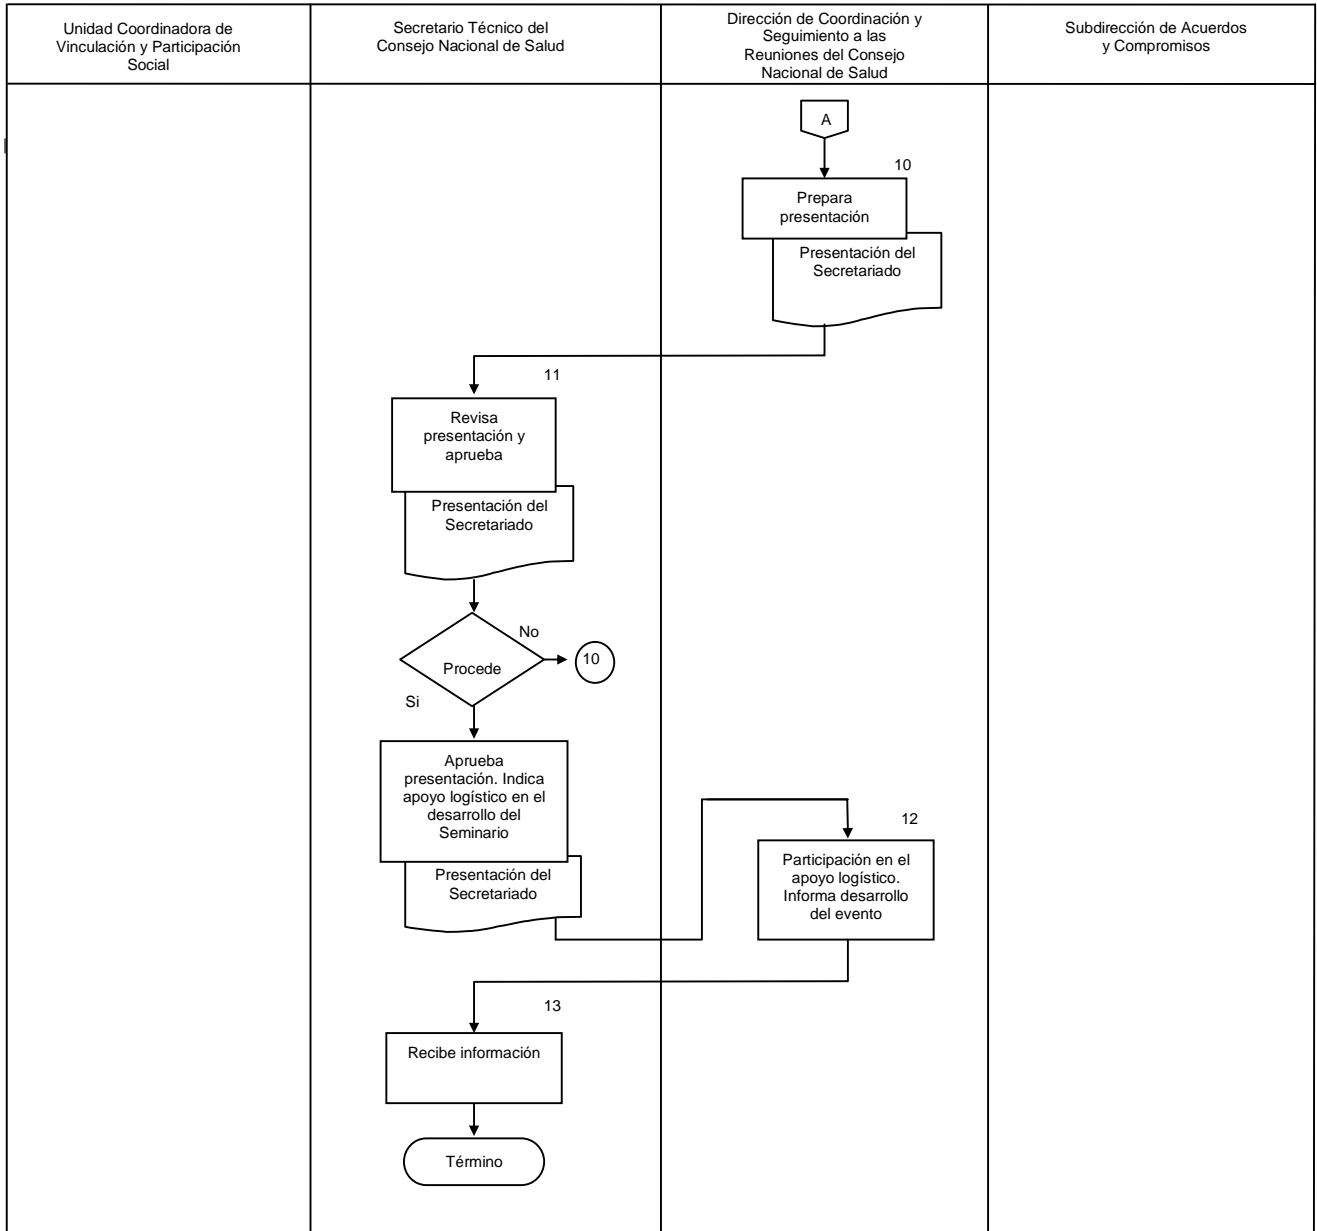 Unidad Coordinadora de
Vinculación y Participación
Social
Secretario Técnico del
Consejo Nacional de Salud
Dirección de Coordinación y
Seguimiento a las
Reuniones del Consejo
Nacional de Salud
Subdirección de Acuerdos
y Compromisos
A
10
Prepara
presentación
Presentación del
Secretariado
11
Revisa
presentación y
aprueba
Presentación del
Secretariado
No
10
Procede
Si
Aprueba
presentación. Indica
apoyo logístico en el
desarrollo del
Seminario
Presentación del
Secretariado
12
Participación en el
apoyo logístico.
Informa desarrollo
del evento
13
Recibe información
Término